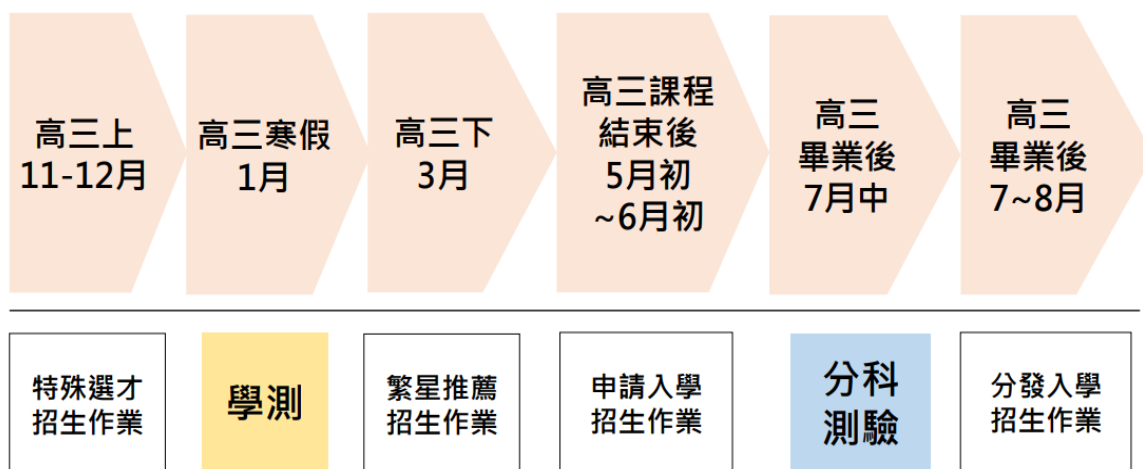 高三上
11-12月
高三寒假
1月
高三下
3月
高三課程
結束後
5月初
~6月初
高三
畢業後
7月中
高三
畢業後
7~8月
特殊選才
招生作業
學測
繁星推薦
招生作業
申請入學
招生作業
分科
測驗
分發入學
招生作業